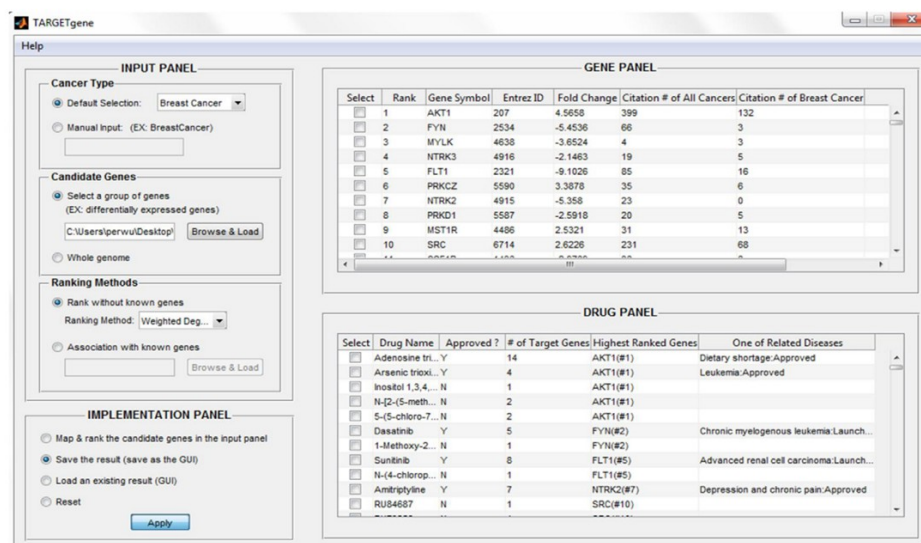 TARGETgene
Help
INPUT PANEL
Cancer Type
Default Selection: Breast Cancer
Manual Input: (EX: BreastCancer)
Candidate Genes
Select a group of genes
(EX: differentially expressed genes)
C:\Users\perwu\Desktop\ Browse & Load
Whole genome
Ranking Methods
Rank without known genes
Ranking Method: Weighted Deg...
Association with known genes
Browse & Load
IMPLEMENTATION PANEL
Map & rank the candidate genes in the input panel
Save the result (save as the GUI)
Load an existing result (GUI)
Reset
Apply
GENE PANEL
Select Rank Gene Symbol Entrez ID Fold Change Citation # of All Cancers Citation # of Breast Cancer
1 AKT1 207 4.5658 399 132
2 FYN 2534 -5.4536 66 3
3 MYLK 4638 -3.6524 4 3
4 NTRK3 4916 -2.1463 19 5
5 FLT1 2321 -9.1026 85 16
6 PRKCZ 5590 3.3878 35 6
7 NTRK2 4915 -5.358 23 0
8 PRKD1 5587 -2.5918 20 5
9 MST1R 4486 2.5321 31 13
10 SRC 6714 2.6226 231 68
DRUG PANEL
Select Drug Name Approved ? # of Target Genes Highest Ranked Genes One of Related Diseases
Adenosine tri... Y 14 AKT1(#1) Dietary shortage:Approved
Arsenic trioxi... Y 4 AKT1(#1) Leukemia:Approved
Inositol 1,3,4,... N 1 AKT1(#1)
N-[2-(5-meth... N 2 AKT1(#1)
5-(5-chloro-7... N 2 AKT1(#1)
Dasatinib Y 5 FYN(#2) Chronic myelogenous leukemia:Launch...
1-Methoxy-2... N 1 FYN(#2)
Sunitinib Y 8 FLT1(#5) Advanced renal cell carcinoma:Launch...
N-(4-chlorop... N 1 FLT1(#5)
Amitriptyline Y 7 NTRK2(#7) Depression and chronic pain:Approved
RU84687 N 1 SRC(#10)